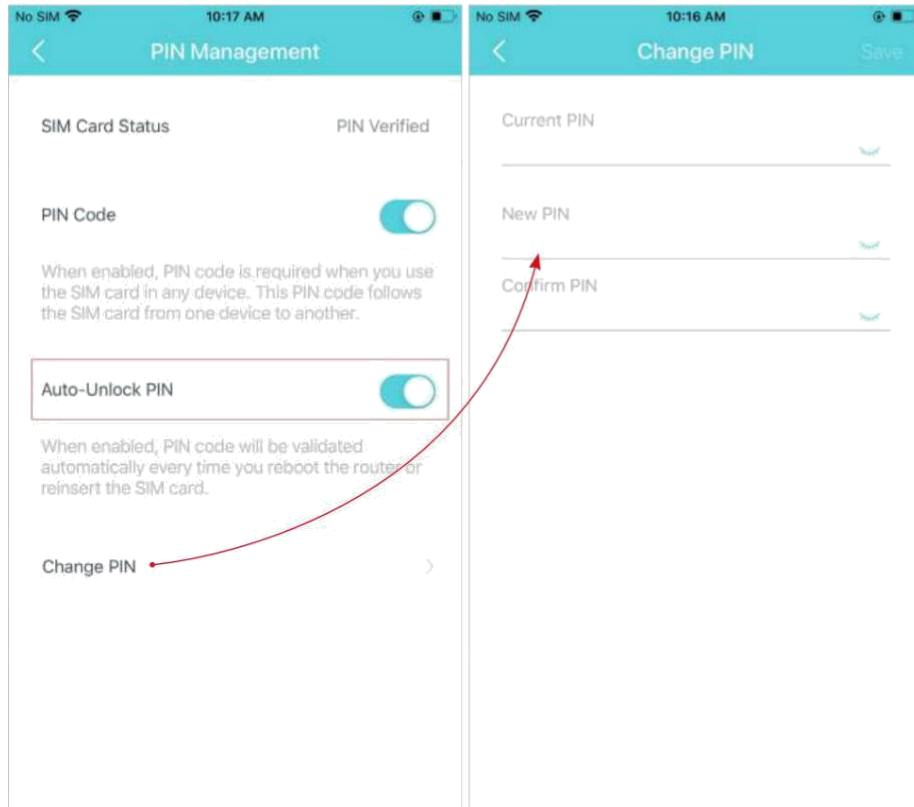 No SIM
10:17 AM
PIN Management
SIM Card Status
PIN Verified
PIN Code
When enabled, PIN code is required when you use
the SIM card in any device. This PIN code follows
the SIM card from one device to another.
Auto-Unlock PIN
When enabled, PIN code will be validated
automatically every time you reboot the router or
reinsert the SIM card.
Change PIN
No SIM
10:16 AM
Change PIN
Save
Current PIN
New PIN
Confirm PIN